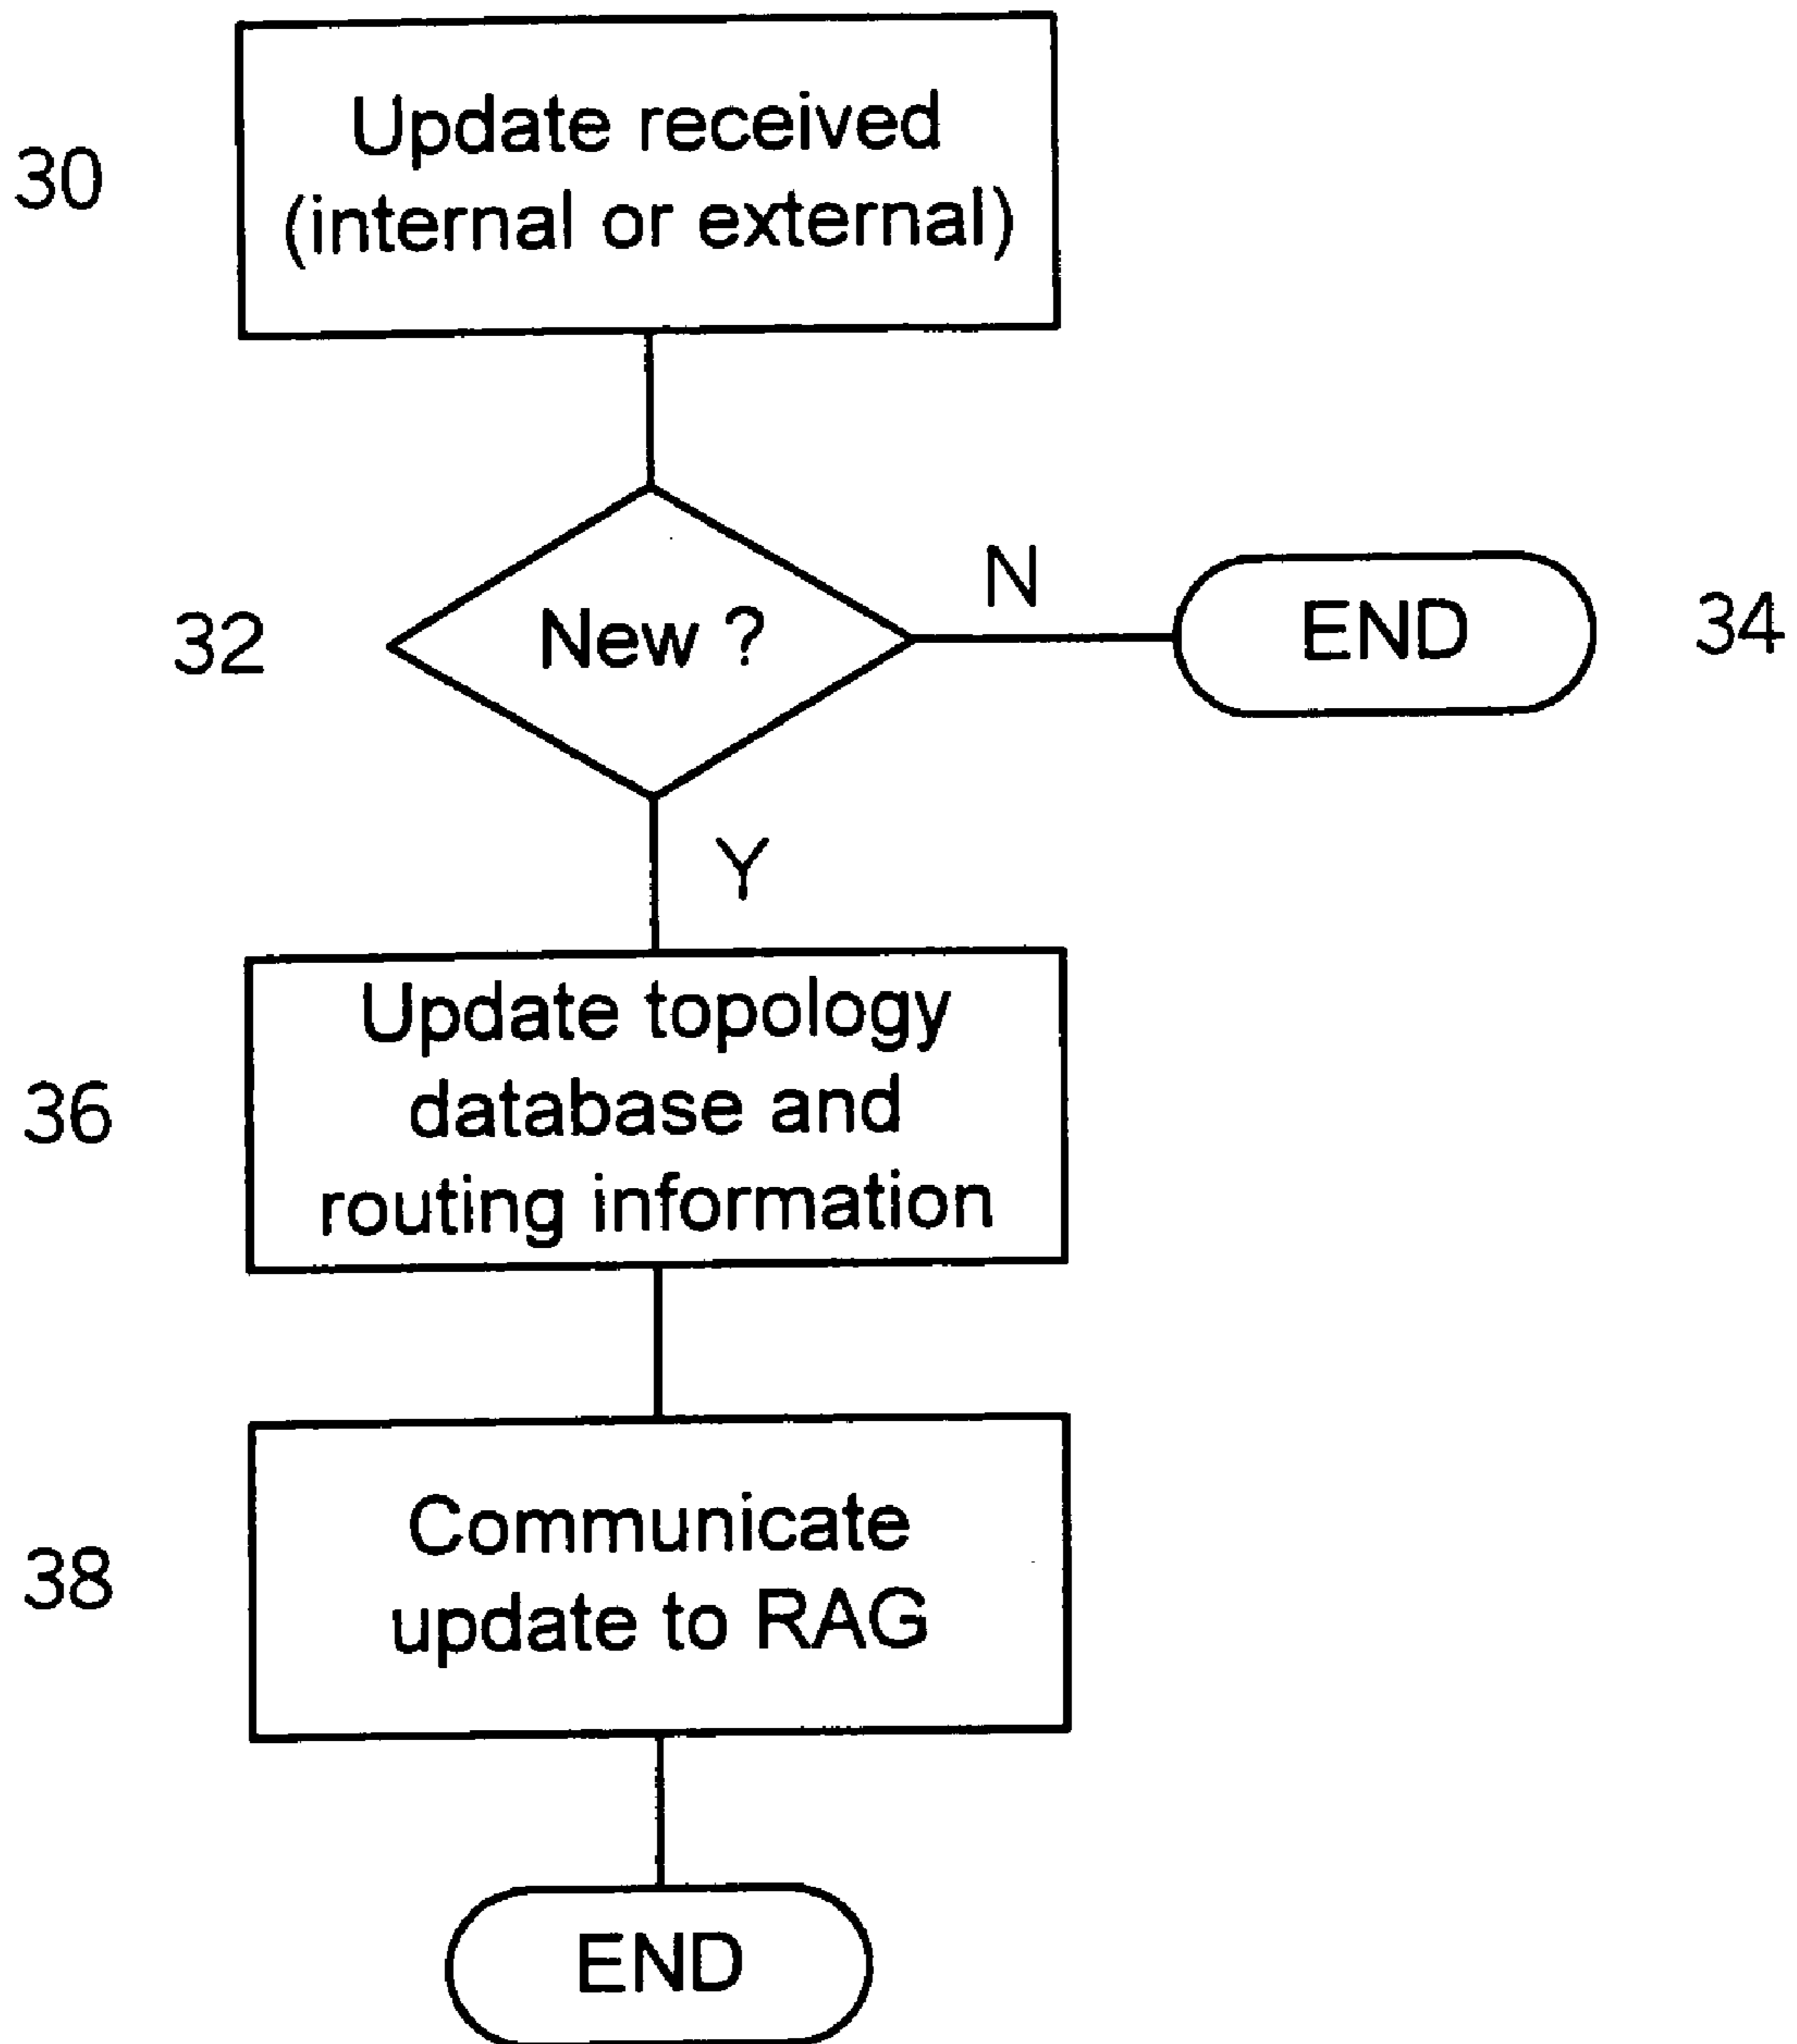 Update received
30
(internal or external)
N
32
New ?
END
34
Y
Update topology
36
database and
routing information
Communicate
38
update to RAG
END